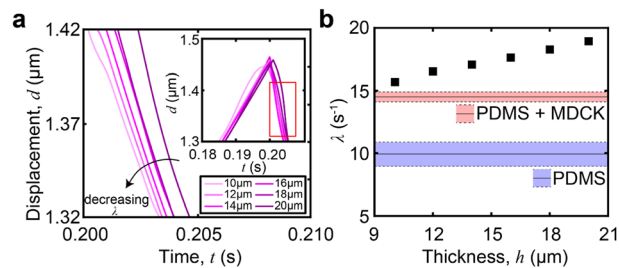 a
Displacement, d (μm)
1.42
1.37
1.32
0.200
0.205
0.210
Time, t (s)
decreasing
λ
d (μm)
1.5
1.4
1.3
0.18
0.19
0.20
t (s)
10μm
16μm
12μm
18μm
14μm
20μm
b
λ (s⁻¹)
20
15
10
5
0
9
12
15
18
21
Thickness, h (μm)
PDMS + MDCK
PDMS